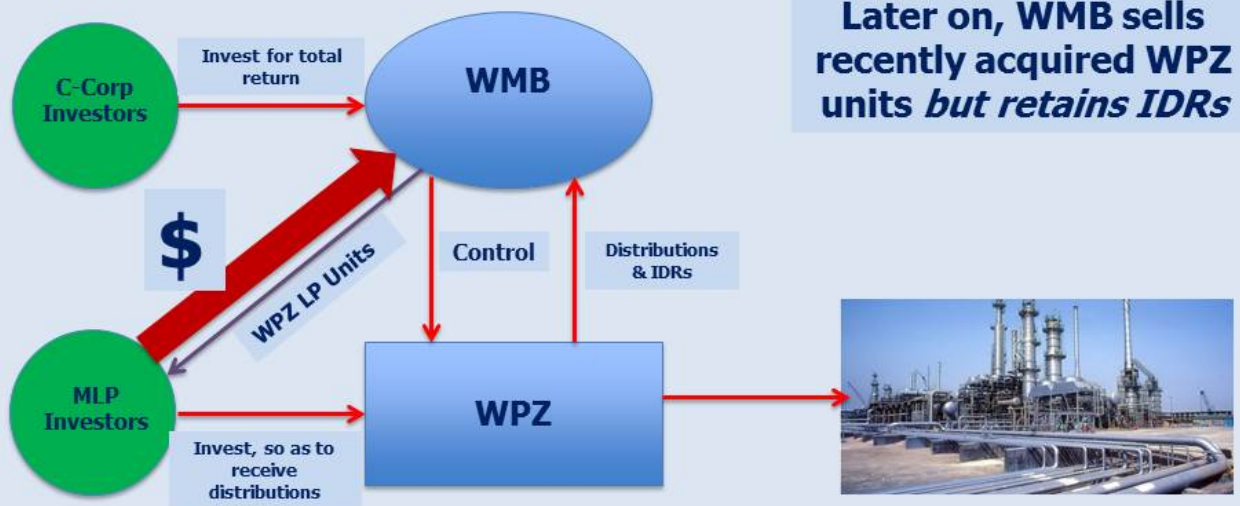 Later on, WMB sells
recently acquired WPZ
units but retains IDRs
C-Corp
Investors
Invest for total
return
WMB
$
WPZ LP Units
Control
Distributions
& IDRs
MLP
Investors
Invest, so as to
receive
distributions
WPZ